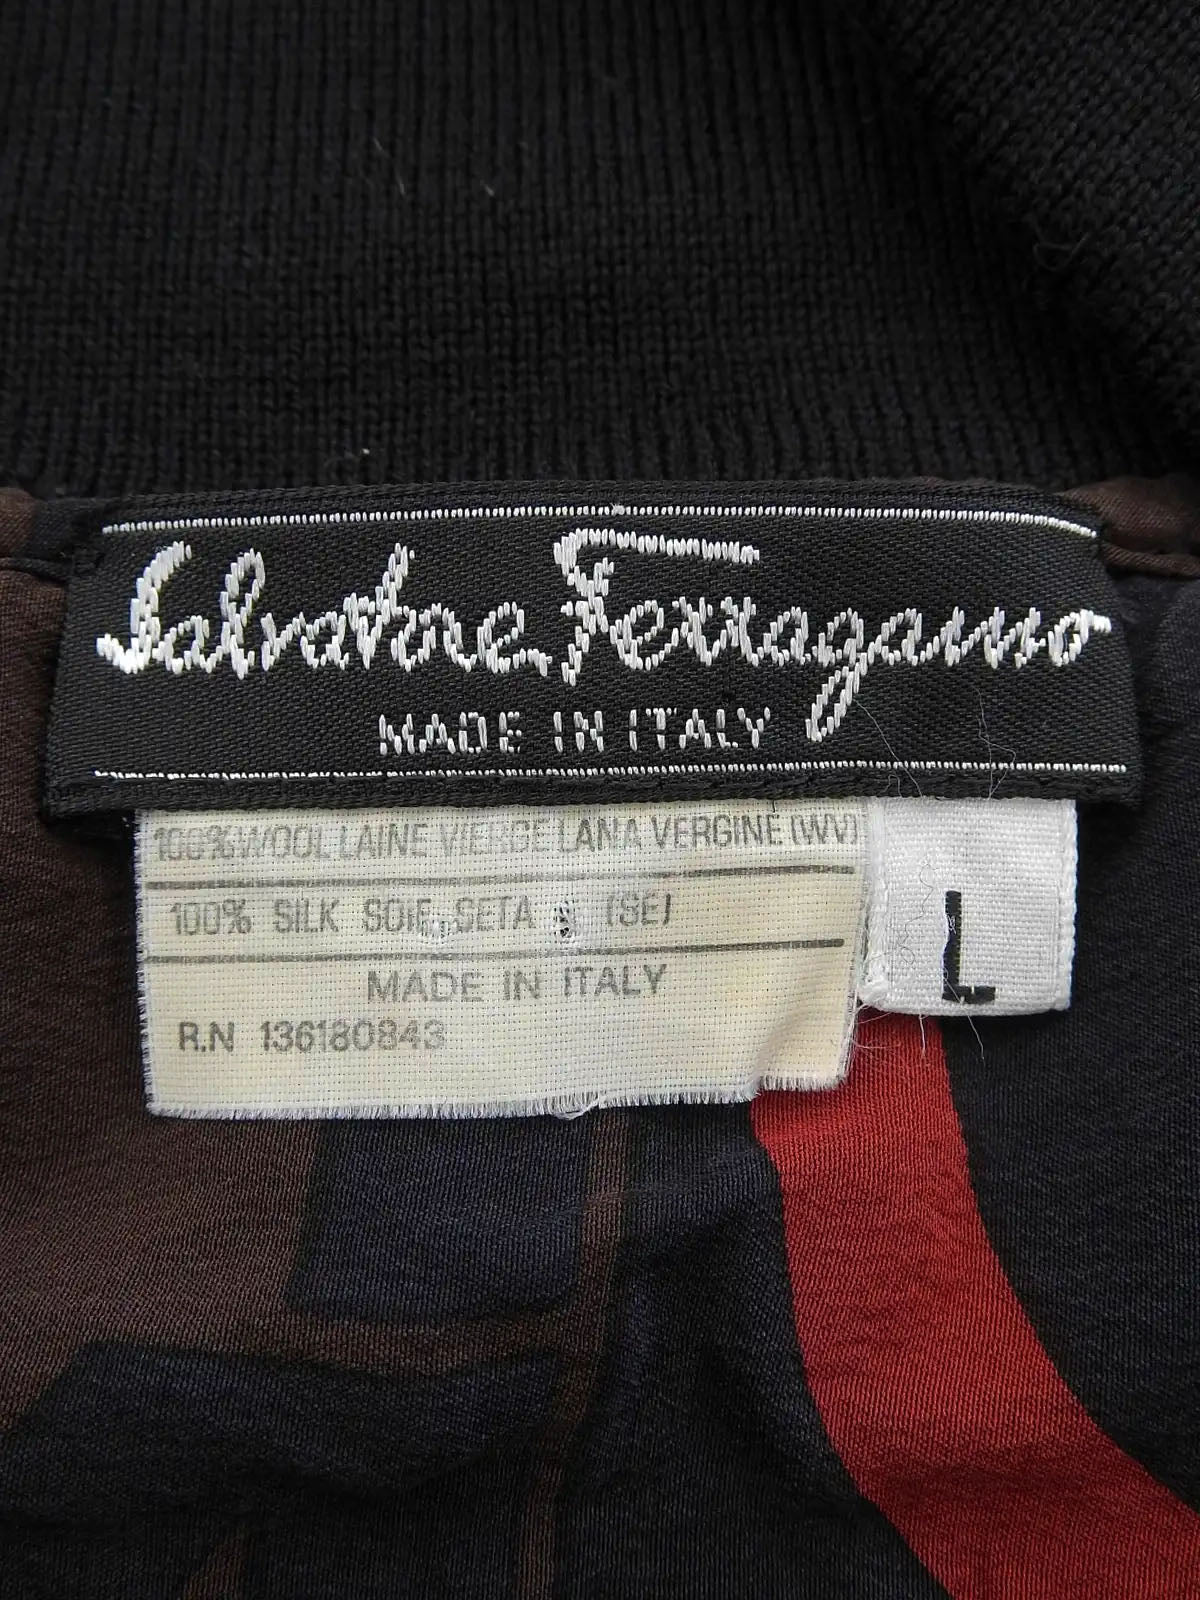 Salvatore Ferragamo
MADE IN ITALY
100%WOOL LAINE VIERGE LANA VERGINE (WV)
100% SILK SOIE, SETA (SE)
MADE IN ITALY
R.N 136180843
L